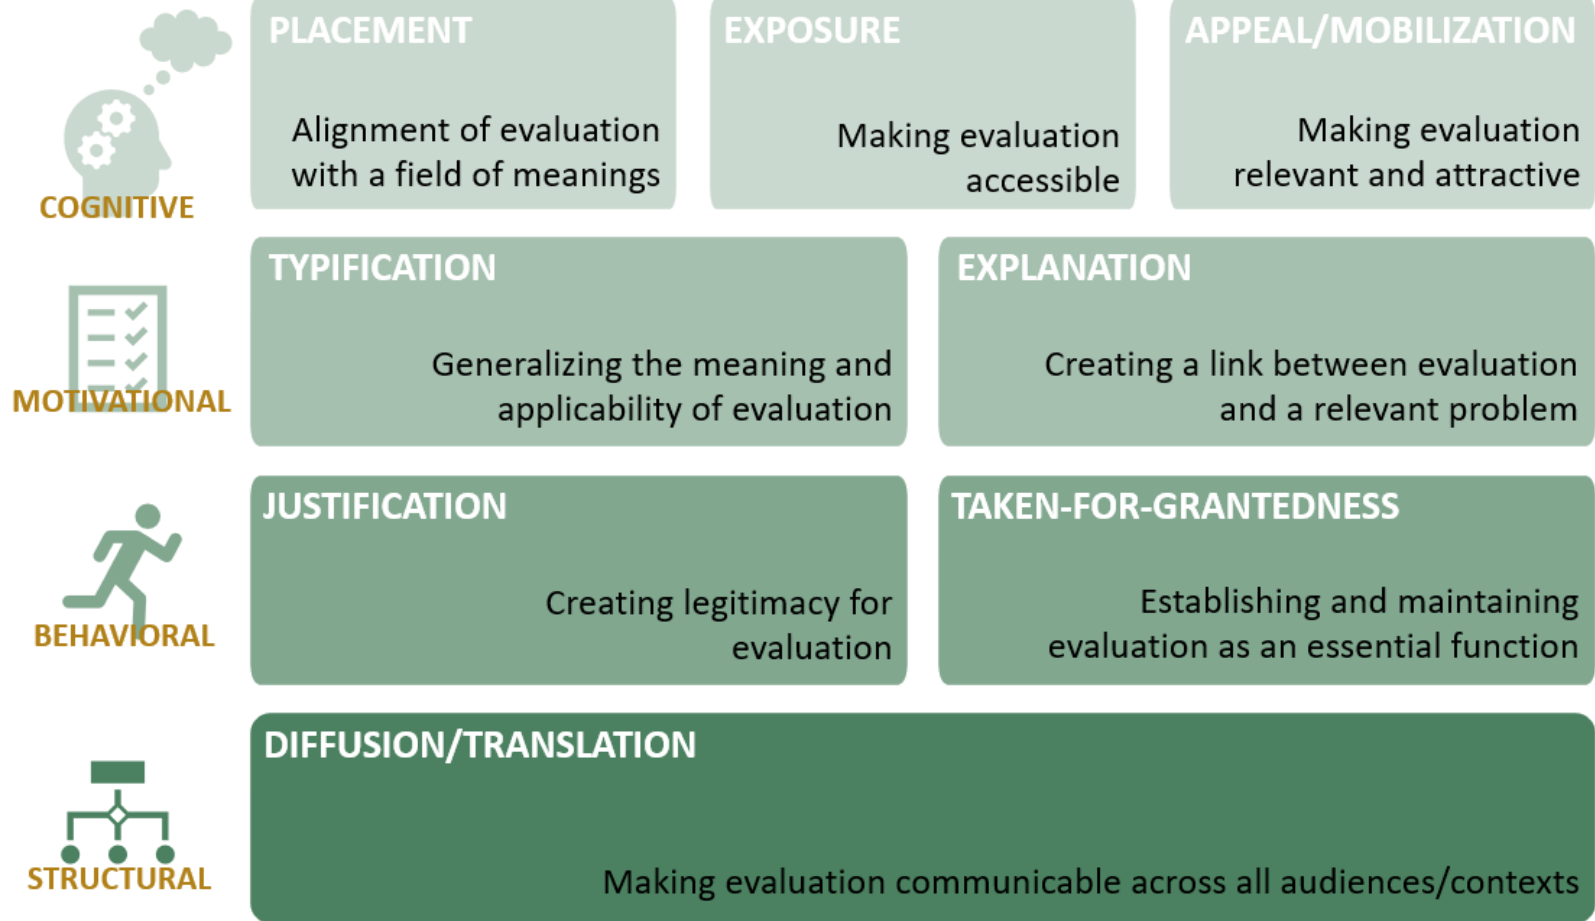 PLACEMENT
Alignment of evaluation
with a field of meanings
EXPOSURE
Making evaluation
accessible
APPEAL/MOBILIZATION
Making evaluation
relevant and attractive
COGNITIVE
TYPIFICATION
Generalizing the meaning and
applicability of evaluation
EXPLANATION
Creating a link between evaluation
and a relevant problem
MOTIVATIONAL
JUSTIFICATION
Creating legitimacy for
evaluation
TAKEN-FOR-GRANTEDNESS
Establishing and maintaining
evaluation as an essential function
BEHAVIORAL
DIFFUSION/TRANSLATION
Making evaluation communicable across all audiences/contexts
STRUCTURAL